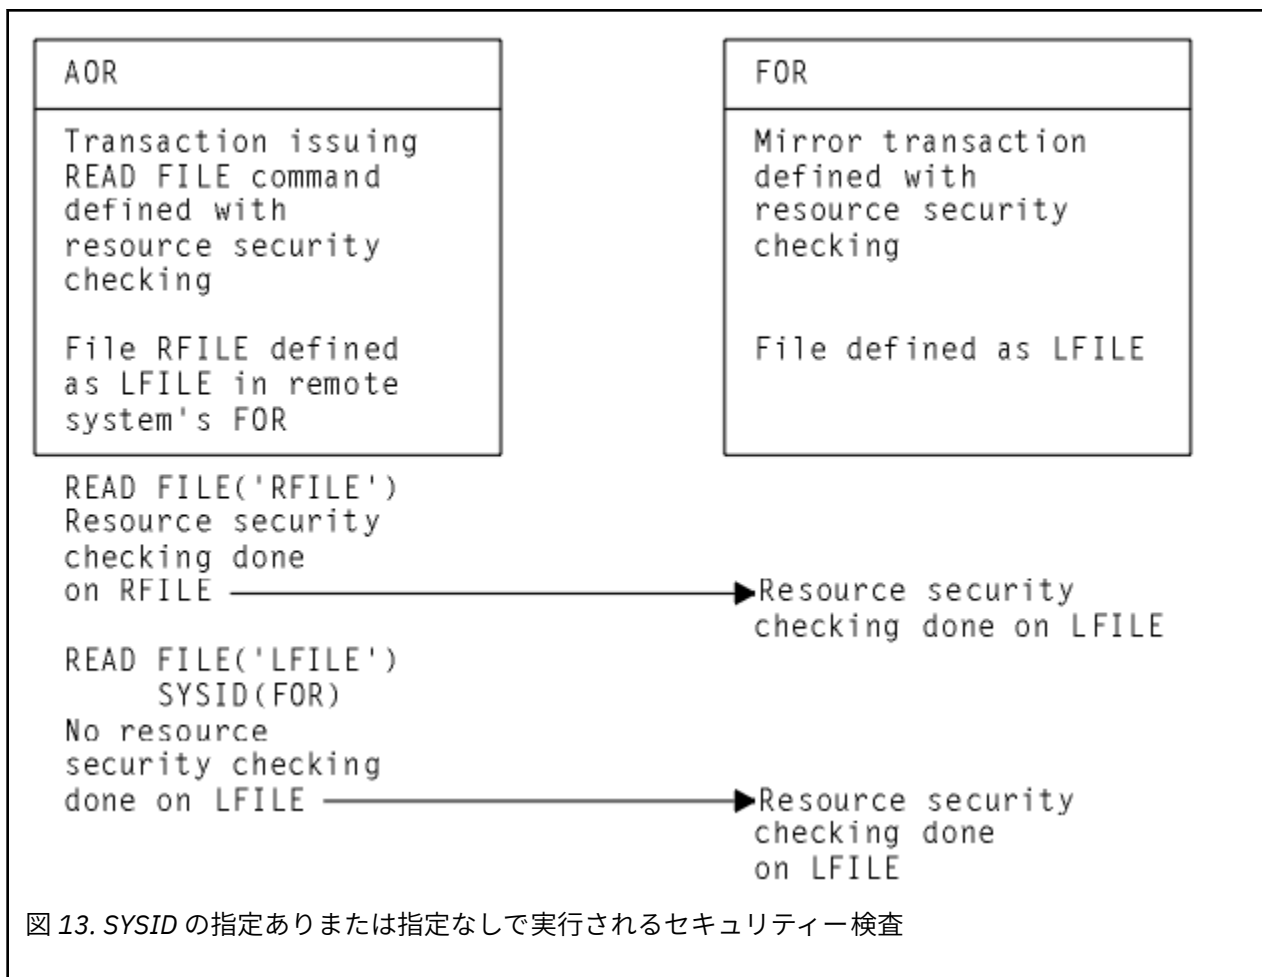 AOR
Transaction issuing
READ FILE command
defined with
resource security
checking
File RFILE defined
as LFILE in remote
system's FOR
FOR
Mirror transaction
defined with
resource security
checking
File defined as LFILE
READ FILE('RFILE')
Resource security
checking done
on RFILE
Resource security
checking done on LFILE
READ FILE('LFILE')
SYSID(FOR)
No resource
security checking
done on LFILE
Resource security
checking done
on LFILE
図 13. SYSID の指定ありまたは指定なしで実行されるセキュリティー検査